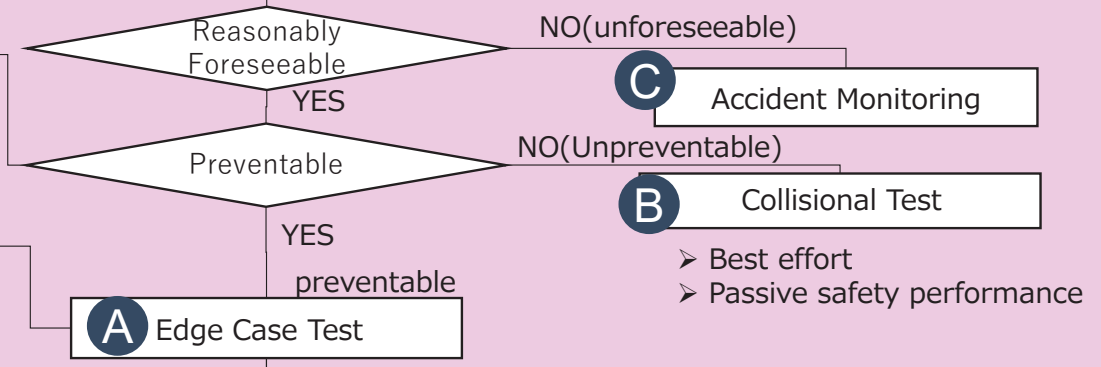 Reasonably
Foreseeable
NO(unforeseeable)
C
Accident Monitoring
YES
Preventable
NO(Unpreventable)
B
Collisional Test
YES
➢ Best effort
➢ Passive safety performance
preventable
A
Edge Case Test